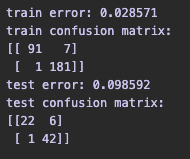 train error: 0.028571
train confusion matrix:
[[ 91   7]
 [  1 181]]
test error: 0.098592
test confusion matrix:
[[22  6]
 [ 1 42]]